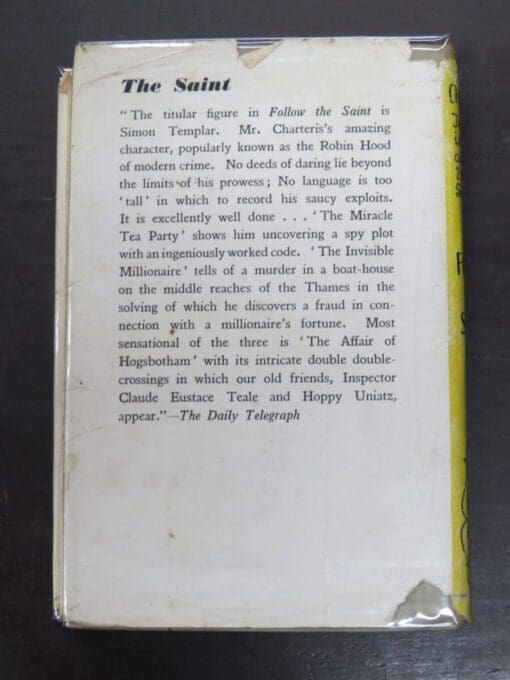 The Saint
" The titular figure in Follow the Saint is
Simon Templar. Mr. Charteris's amazing
character, popularly known as the Robin Hood
of modern crime. No deeds of daring lie beyond
the limits of his prowess ; No language is too
' tall ' in which to record his saucy exploits.
It is excellently well done . . . ' The Miracle
Tea Party ' shows him uncovering a spy plot
with an ingeniously worked code. ' The Invisible
Millionaire ' tells of a murder in a boat-house
on the middle reaches of the Thames in the
solving of which he discovers a fraud in con-
nection with a millionaire's fortune. Most
sensational of the three is ' The Affair of
Hogsbotham ' with its intricate double double-
crossings in which our old friends, Inspector
Claude Eustace Teale and Hoppy Uniatz,
appear."—The Daily Telegraph